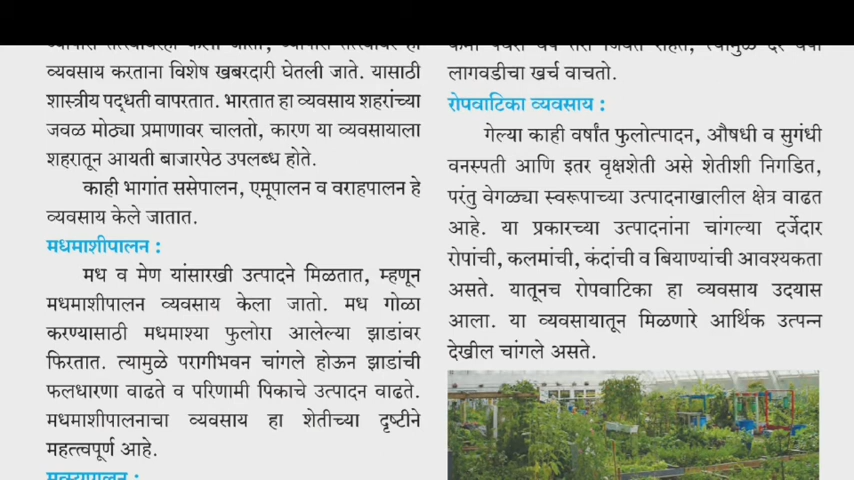 व्यवसाय करताना विशेष खबरदारी घेतली जाते. यासाठी
शास्त्रीय पद्धती वापरतात. भारतात हा व्यवसाय शहरांच्या
जवळ मोठ्या प्रमाणावर चालतो, कारण या व्यवसायाला
शहरातून आयती बाजारपेठ उपलब्ध होते.
काही भागांत ससेपालन, एमूपालन व वराहपालन हे
व्यवसाय केले जातात.
मधमाशीपालन :
मध व मेण यांसारखी उत्पादने मिळतात, म्हणून
मधमाशीपालन व्यवसाय केला जातो. मध गोळा
करण्यासाठी मधमाश्या फुलोरा आलेल्या झाडांवर
फिरतात. त्यामुळे परागीभवन चांगले होऊन झाडांची
फलधारणा वाढते व परिणामी पिकाचे उत्पादन वाढते.
मधमाशीपालनाचा व्यवसाय हा शेतीच्या दृष्टीने
महत्त्वपूर्ण आहे.
लागवडीचा खर्च वाचतो.
रोपवाटिका व्यवसाय :
गेल्या काही वर्षांत फुलोत्पादन, औषधी व सुगंधी
वनस्पती आणि इतर वृक्षशेती असे शेतीशी निगडित,
परंतु वेगळ्या स्वरूपाच्या उत्पादनाखालील क्षेत्र वाढत
आहे. या प्रकारच्या उत्पादनांना चांगल्या दर्जेदार
रोपांची, कलमांची, कंदांची व बियाण्यांची आवश्यकता
असते. यातूनच रोपवाटिका हा व्यवसाय उदयास
आला. या व्यवसायातून मिळणारे आर्थिक उत्पन्न
देखील चांगले असते.